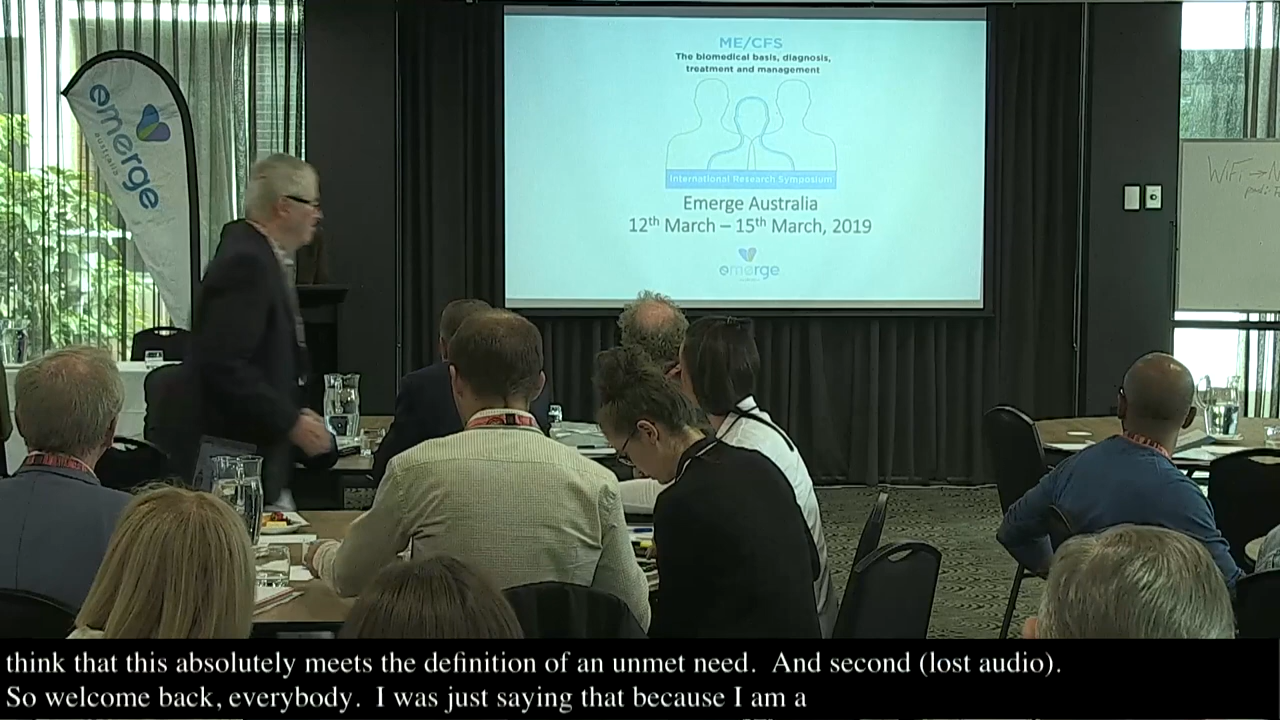 emerge
australia
ME/CFS
The biomedical basis, diagnosis,
treatment and management
International Research Symposium
Emerge Australia
12th March – 15th March, 2019
emerge
WiFi →
think that this absolutely meets the definition of an unmet need.  And second (lost audio).
So welcome back, everybody.  I was just saying that because I am a